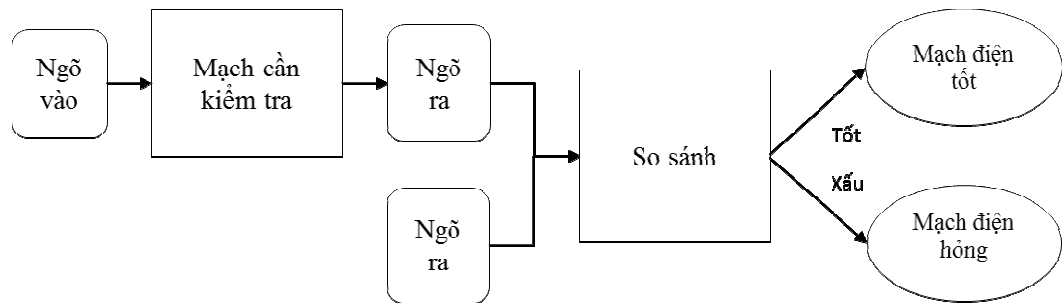 Ngõ
vào
Mạch cần
kiểm tra
Ngõ
ra
Ngõ
ra
So sánh
Tốt
Xấu
Mạch điện
tốt
Mạch điện
hỏng